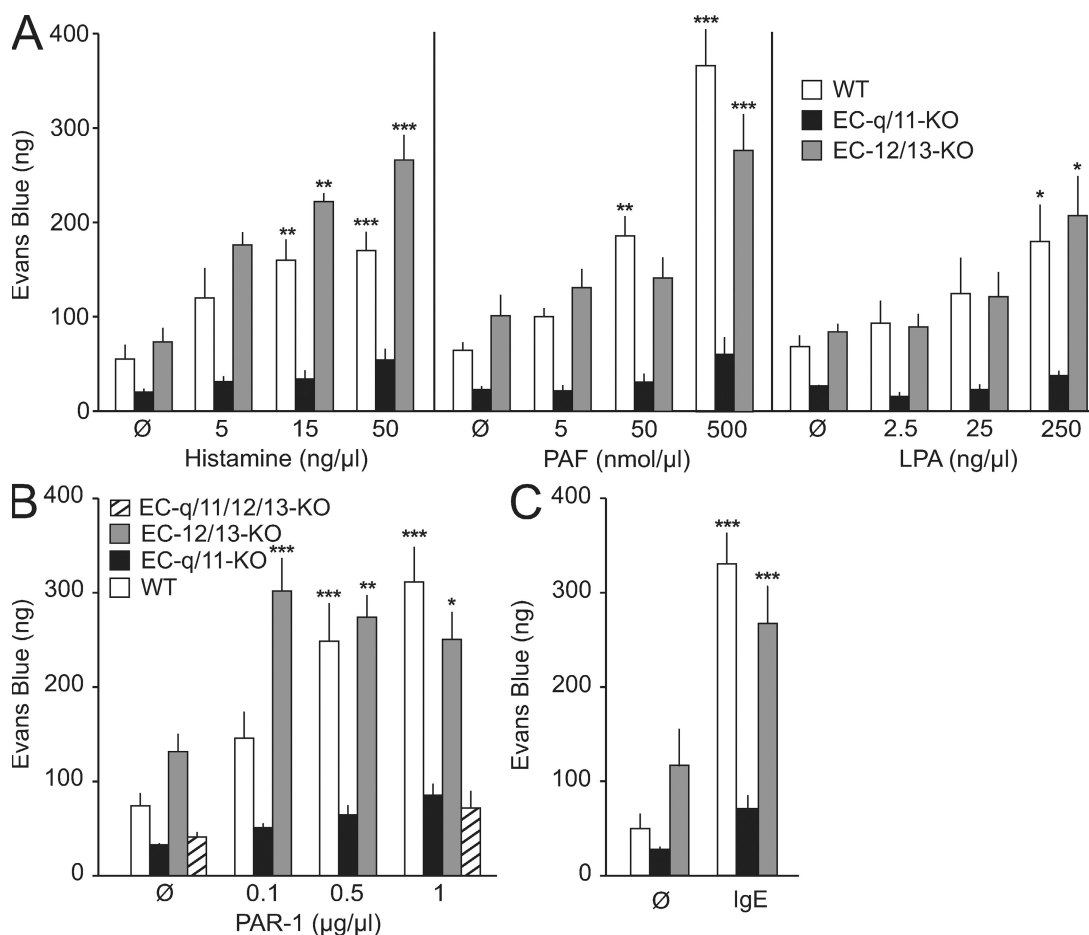 A
400
300
200
100
0
Evans Blue (ng)
*** 
** ** *** ***
** *** * *
WT
EC-q/11-KO
EC-12/13-KO
Ø 5 15 50 Ø 5 50 500 Ø 2.5 25 250
Histamine (ng/µl) PAF (nmol/µl) LPA (ng/µl)
B
400
300
200
100
0
Evans Blue (ng)
EC-q/11/12/13-KO
EC-12/13-KO
EC-q/11-KO
WT
*** *** ** *** *
Ø 0.1 0.5 1
PAR-1 (µg/µl)
C
400
300
200
100
0
Evans Blue (ng)
*** ***
Ø IgE